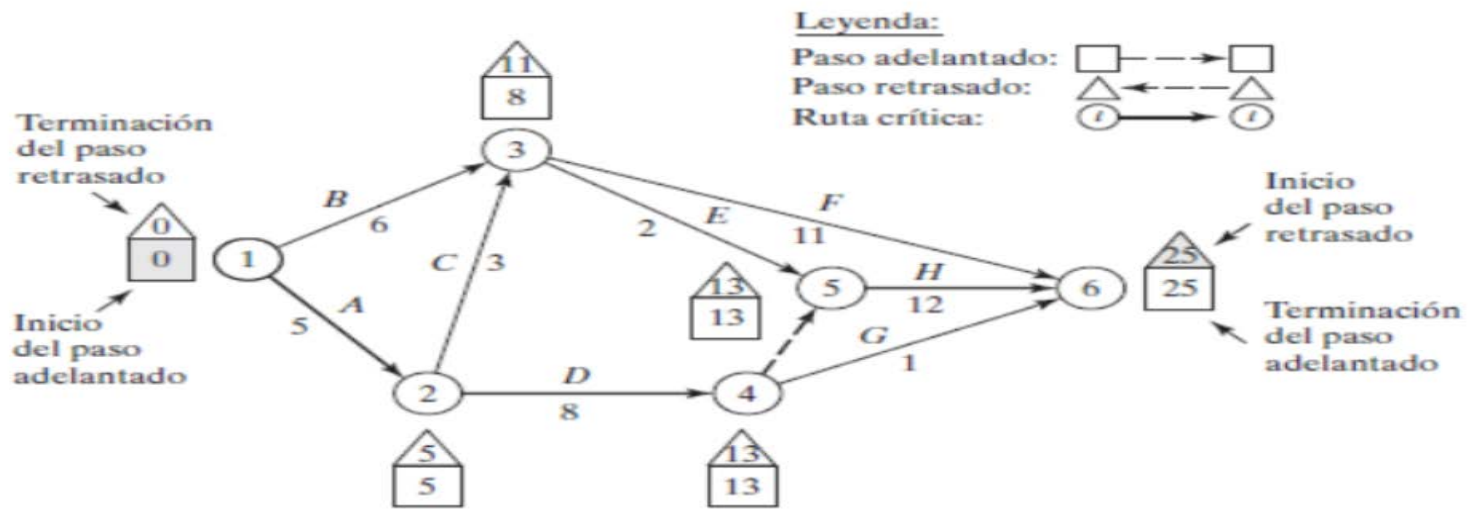 Leyenda:
Paso adelantado:
Paso retrasado:
Ruta crítica:
i
i
11
8
3
Terminación
del paso
retrasado
0
0
1
Inicio
del paso
adelantado
B
6
C
3
A
5
2
5
5
D
8
4
13
13
E
2
F
11
13
13
5
H
12
G
1
6
25
25
Inicio
del paso
retrasado
Terminación
del paso
adelantado